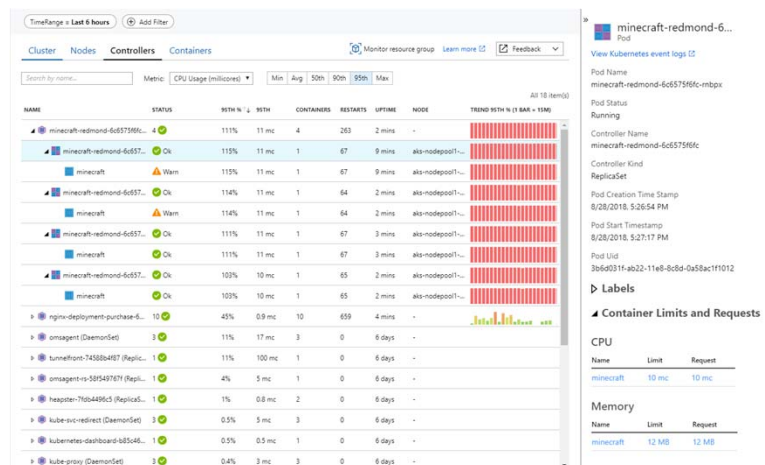 TimeRange = Last 6 hours
Add Filter
Cluster Nodes Controllers Containers
Monitor resource group Learn more Feedback
Search by name... Metric: CPU Usage (millicores) Min Avg 50th 90th 95th Max
All 18 item(s)
NAME STATUS 95TH % ↓ 95TH CONTAINERS RESTARTS UPTIME NODE TREND 95TH % (1 BAR = 15M)
minecraft-redmond-6c6575f6fc... 4 111% 11 mc 4 263 2 mins -
minecraft-redmond-6c657... Ok 115% 11 mc 1 67 9 mins aks-nodepool1-...
minecraft Warn 115% 11 mc 1 67 9 mins aks-nodepool1-...
minecraft-redmond-6c657... Ok 114% 11 mc 1 64 2 mins aks-nodepool1-...
minecraft Warn 114% 11 mc 1 64 2 mins aks-nodepool1-...
minecraft-redmond-6c657... Ok 111% 11 mc 1 67 3 mins aks-nodepool1-...
minecraft Ok 111% 11 mc 1 67 3 mins aks-nodepool1-...
minecraft-redmond-6c657... Ok 103% 10 mc 1 65 2 mins aks-nodepool1-...
minecraft Ok 103% 10 mc 1 65 2 mins aks-nodepool1-...
nginx-deployment-purchase-6... 10 45% 0.9 mc 10 659 4 mins -
omsagent (DaemonSet) 3 11% 17 mc 3 0 6 days -
tunnelfront-74588b4f87 (Replic... 1 11% 100 mc 1 0 6 days -
omsagent-rs-58f549767f (Repli... 1 4% 5 mc 1 0 6 days -
heapster-7fdb4496c5 (ReplicaS... 1 1% 0.8 mc 2 0 6 days -
kube-svc-redirect (DaemonSet) 3 0.5% 5 mc 3 0 6 days -
kubernetes-dashboard-b85c46... 1 0.5% 0.5 mc 1 0 6 days -
kube-proxy (DaemonSet) 3 0.4% 3 mc 3 0 6 days -
»
minecraft-redmond-6...
Pod
View Kubernetes event logs
Pod Name
minecraft-redmond-6c6575f6fc-rnbpx
Pod Status
Running
Controller Name
minecraft-redmond-6c6575f6fc
Controller Kind
ReplicaSet
Pod Creation Time Stamp
8/28/2018, 5:26:54 PM
Pod Start Timestamp
8/28/2018, 5:27:17 PM
Pod Uid
3b6d031f-ab22-11e8-8c8d-0a58ac1f1012
Labels
Container Limits and Requests
CPU
Name Limit Request
minecraft 10 mc 10 mc
Memory
Name Limit Request
minecraft 12 MB 12 MB